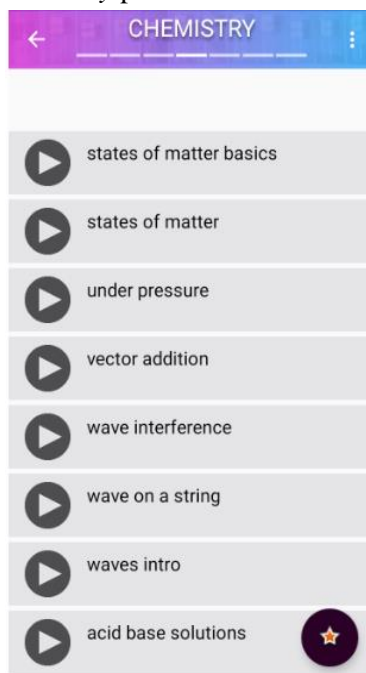 CHEMISTRY
states of matter basics
states of matter
under pressure
vector addition
wave interference
wave on a string
waves intro
acid base solutions